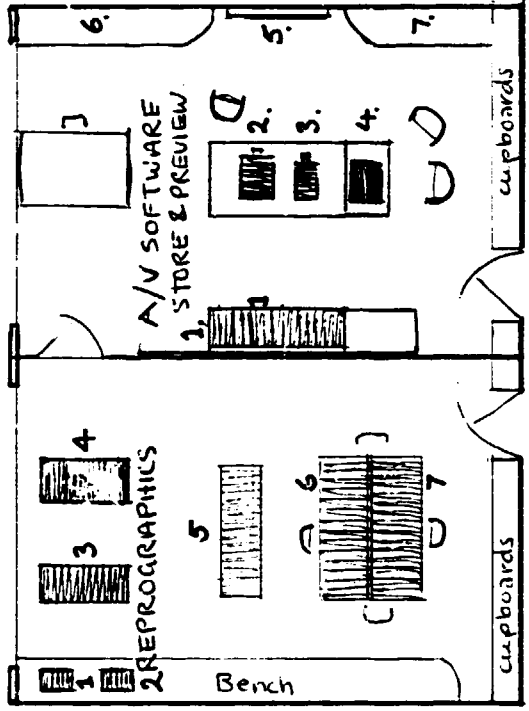 6.
5.
7.
A/V SOFTWARE
STORE & PREVIEW
1,
2.
3.
4.
cupboards
REPROGRAPHICS
1
2
3
4
5
6
7
Bench
cupboards